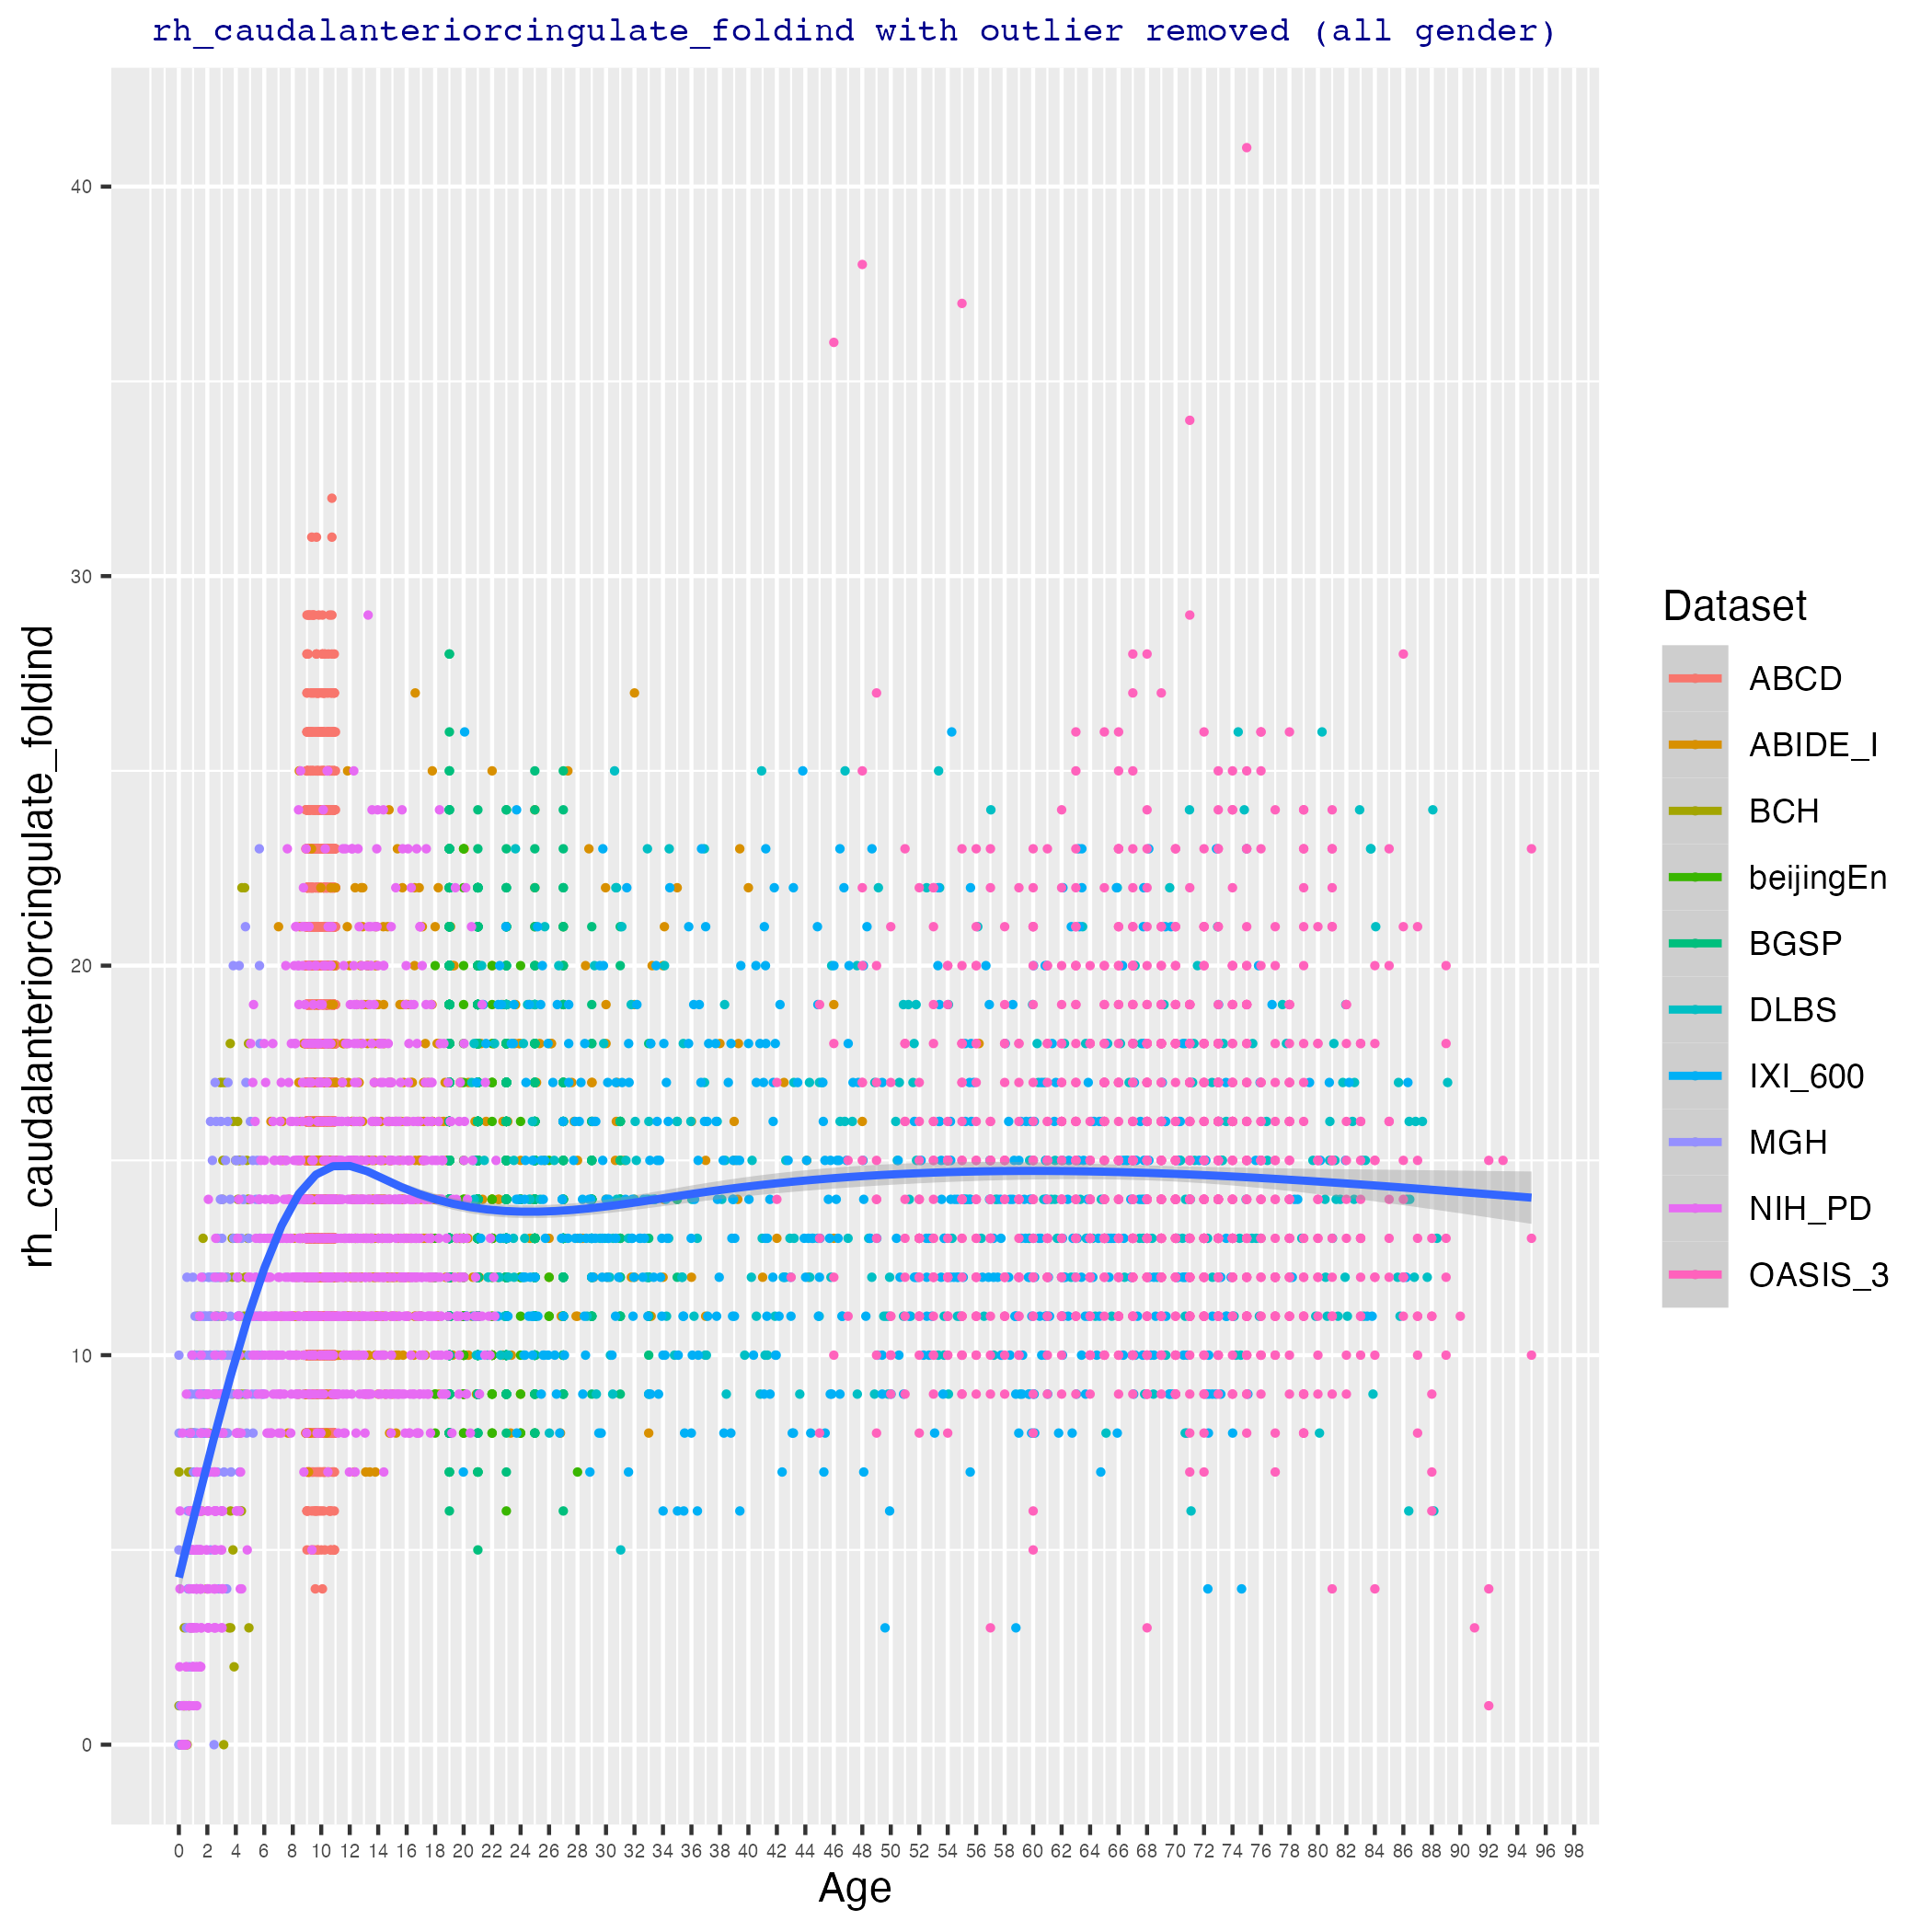 rh_caudalanteriorcingulate_foldind with outlier removed (all gender)
rh_caudalanteriorcingulate_foldind
40
30
20
10
0
0 2 4 6 8 10 12 14 16 18 20 22 24 26 28 30 32 34 36 38 40 42 44 46 48 50 52 54 56 58 60 62 64 66 68 70 72 74 76 78 80 82 84 86 88 90 92 94 96 98
Age
Dataset
ABCD
ABIDE_I
BCH
beijingEn
BGSP
DLBS
IXI_600
MGH
NIH_PD
OASIS_3